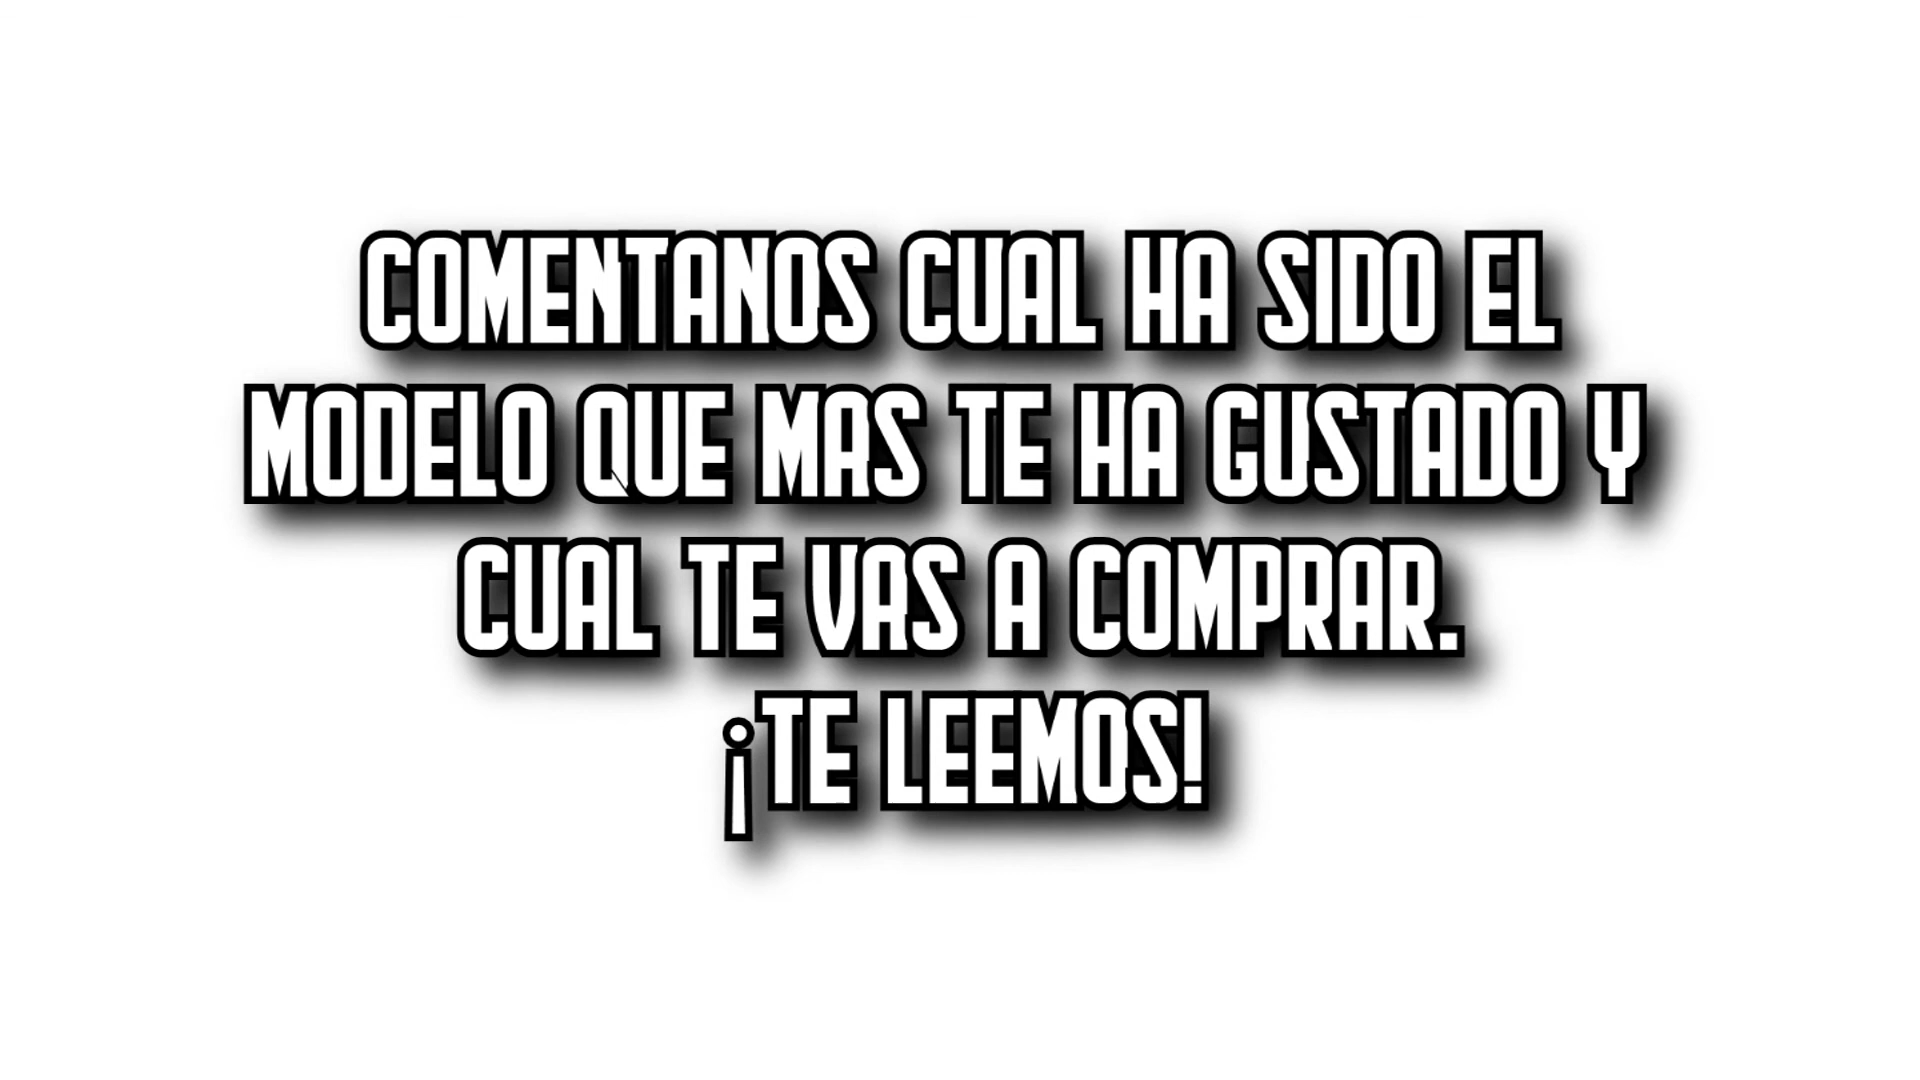 COMENTANOS CUAL HA SIDO EL
MODELO QUE MAS TE HA GUSTADO Y
CUAL TE VAS A COMPRAR.
¡TE LEEMOS!